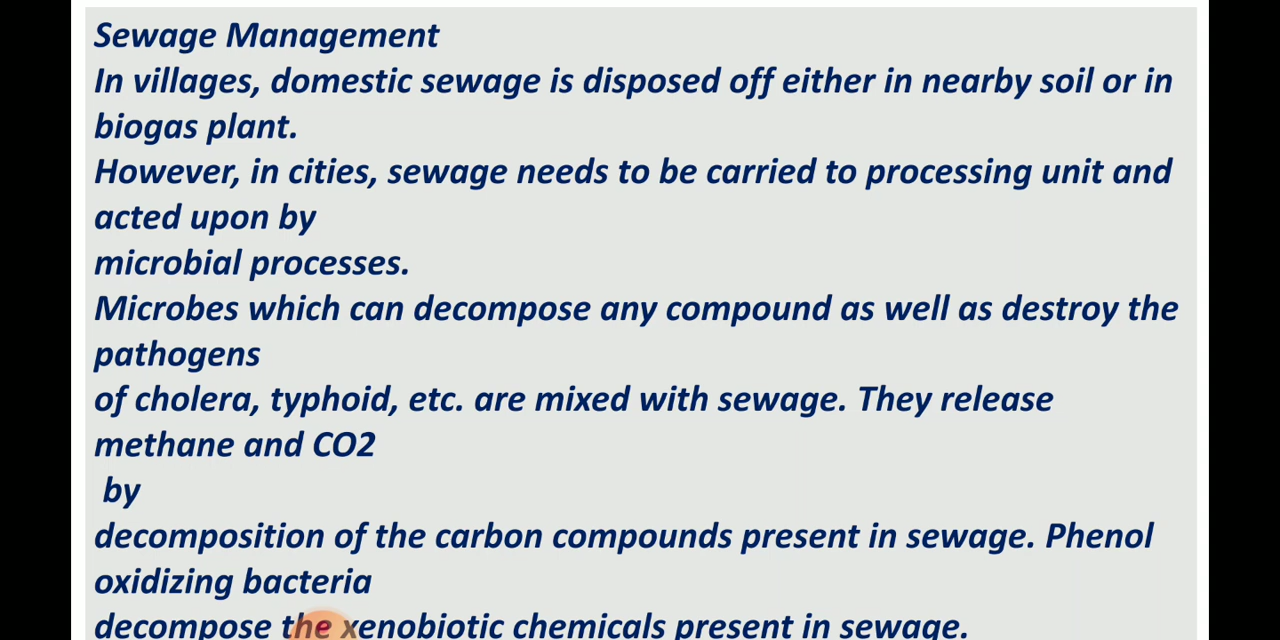 Sewage Management
In villages, domestic sewage is disposed off either in nearby soil or in
biogas plant.
However, in cities, sewage needs to be carried to processing unit and
acted upon by
microbial processes.
Microbes which can decompose any compound as well as destroy the
pathogens
of cholera, typhoid, etc. are mixed with sewage. They release
methane and CO2
by
decomposition of the carbon compounds present in sewage. Phenol
oxidizing bacteria
decompose the xenobiotic chemicals present in sewage.